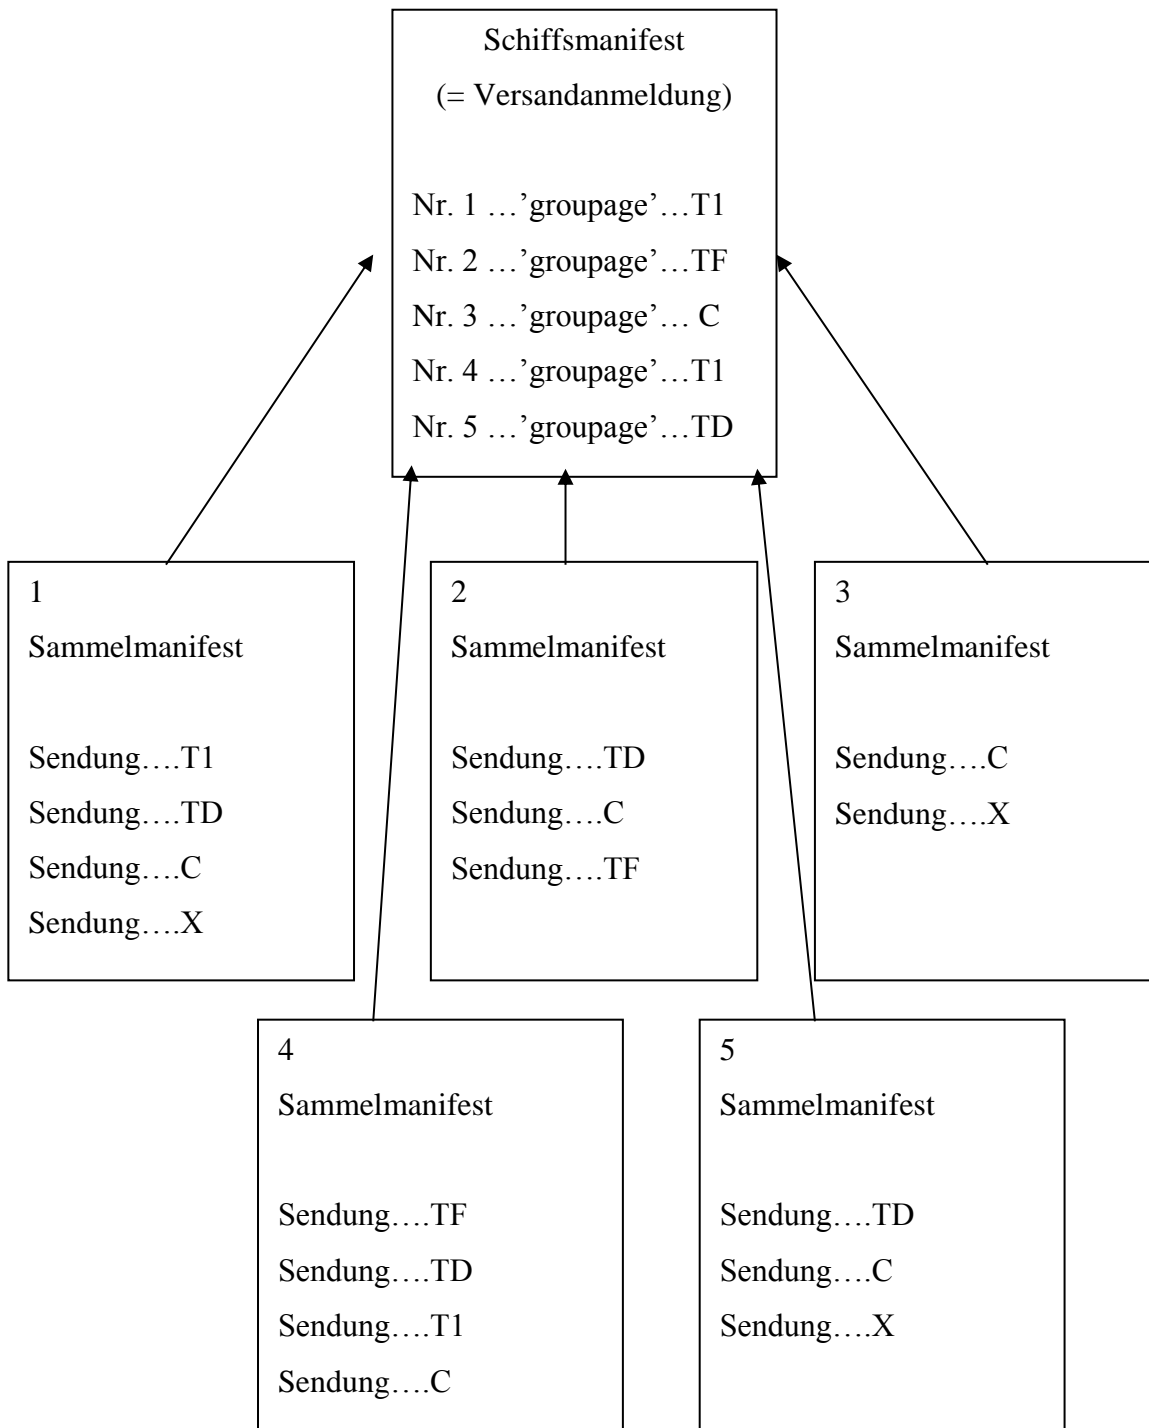 Schiffsmanifest
(= Versandanmeldung)
Nr. 1 …’groupage’…T1
Nr. 2 …’groupage’…TF
Nr. 3 …’groupage’… C
Nr. 4 …’groupage’…T1
Nr. 5 …’groupage’…TD
1
Sammelmanifest
Sendung….T1
Sendung….TD
Sendung….C
Sendung….X
2
Sammelmanifest
Sendung….TD
Sendung….C
Sendung….TF
3
Sammelmanifest
Sendung….C
Sendung….X
4
Sammelmanifest
Sendung….TF
Sendung….TD
Sendung….T1
Sendung….C
5
Sammelmanifest
Sendung….TD
Sendung….C
Sendung….X